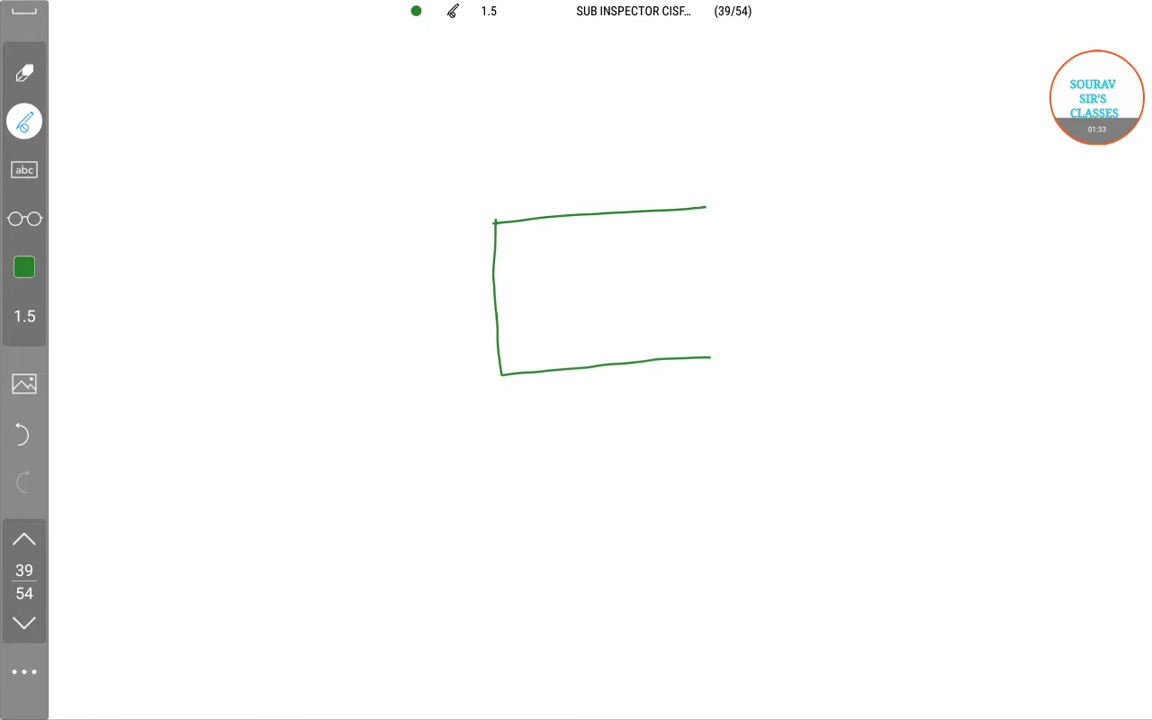 1.5 SUB INSPECTOR CISF... (39/54)
SOURAV
SIR'S
CLASSES
01:33
abc
1.5
39
54